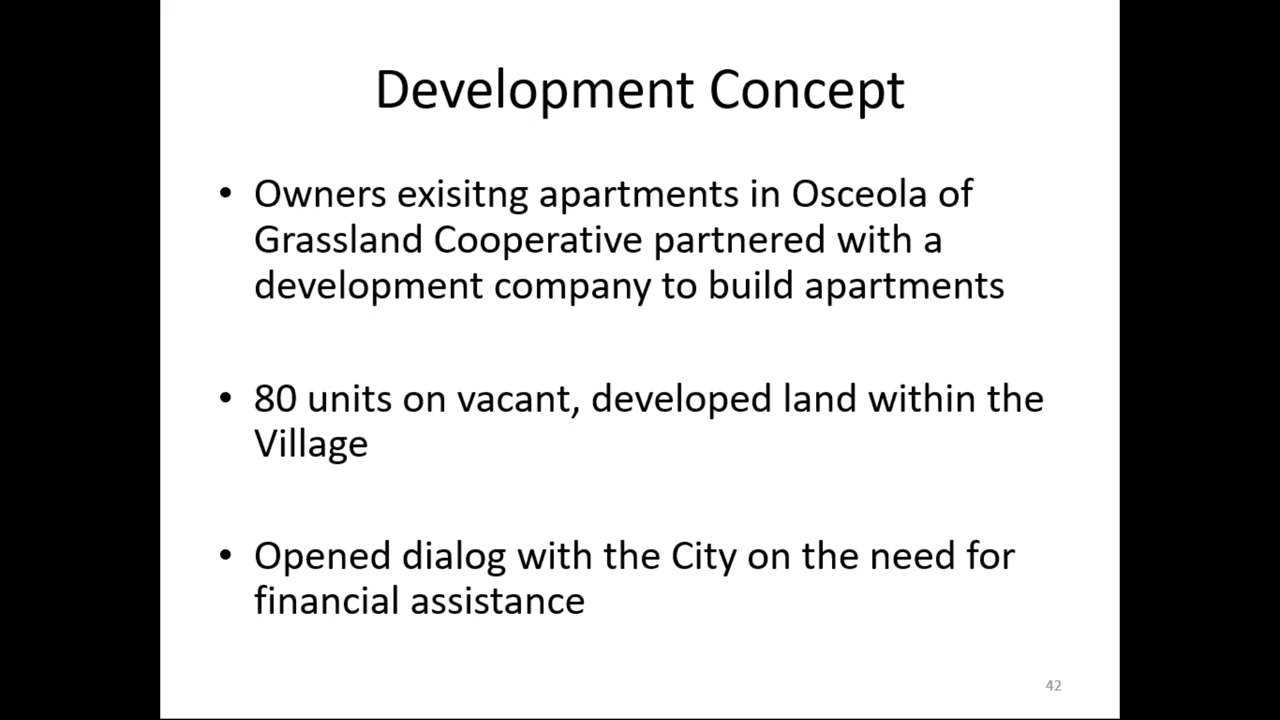 Development Concept
• Owners exisitng apartments in Osceola of
Grassland Cooperative partnered with a
development company to build apartments
• 80 units on vacant, developed land within the
Village
• Opened dialog with the City on the need for
financial assistance
42